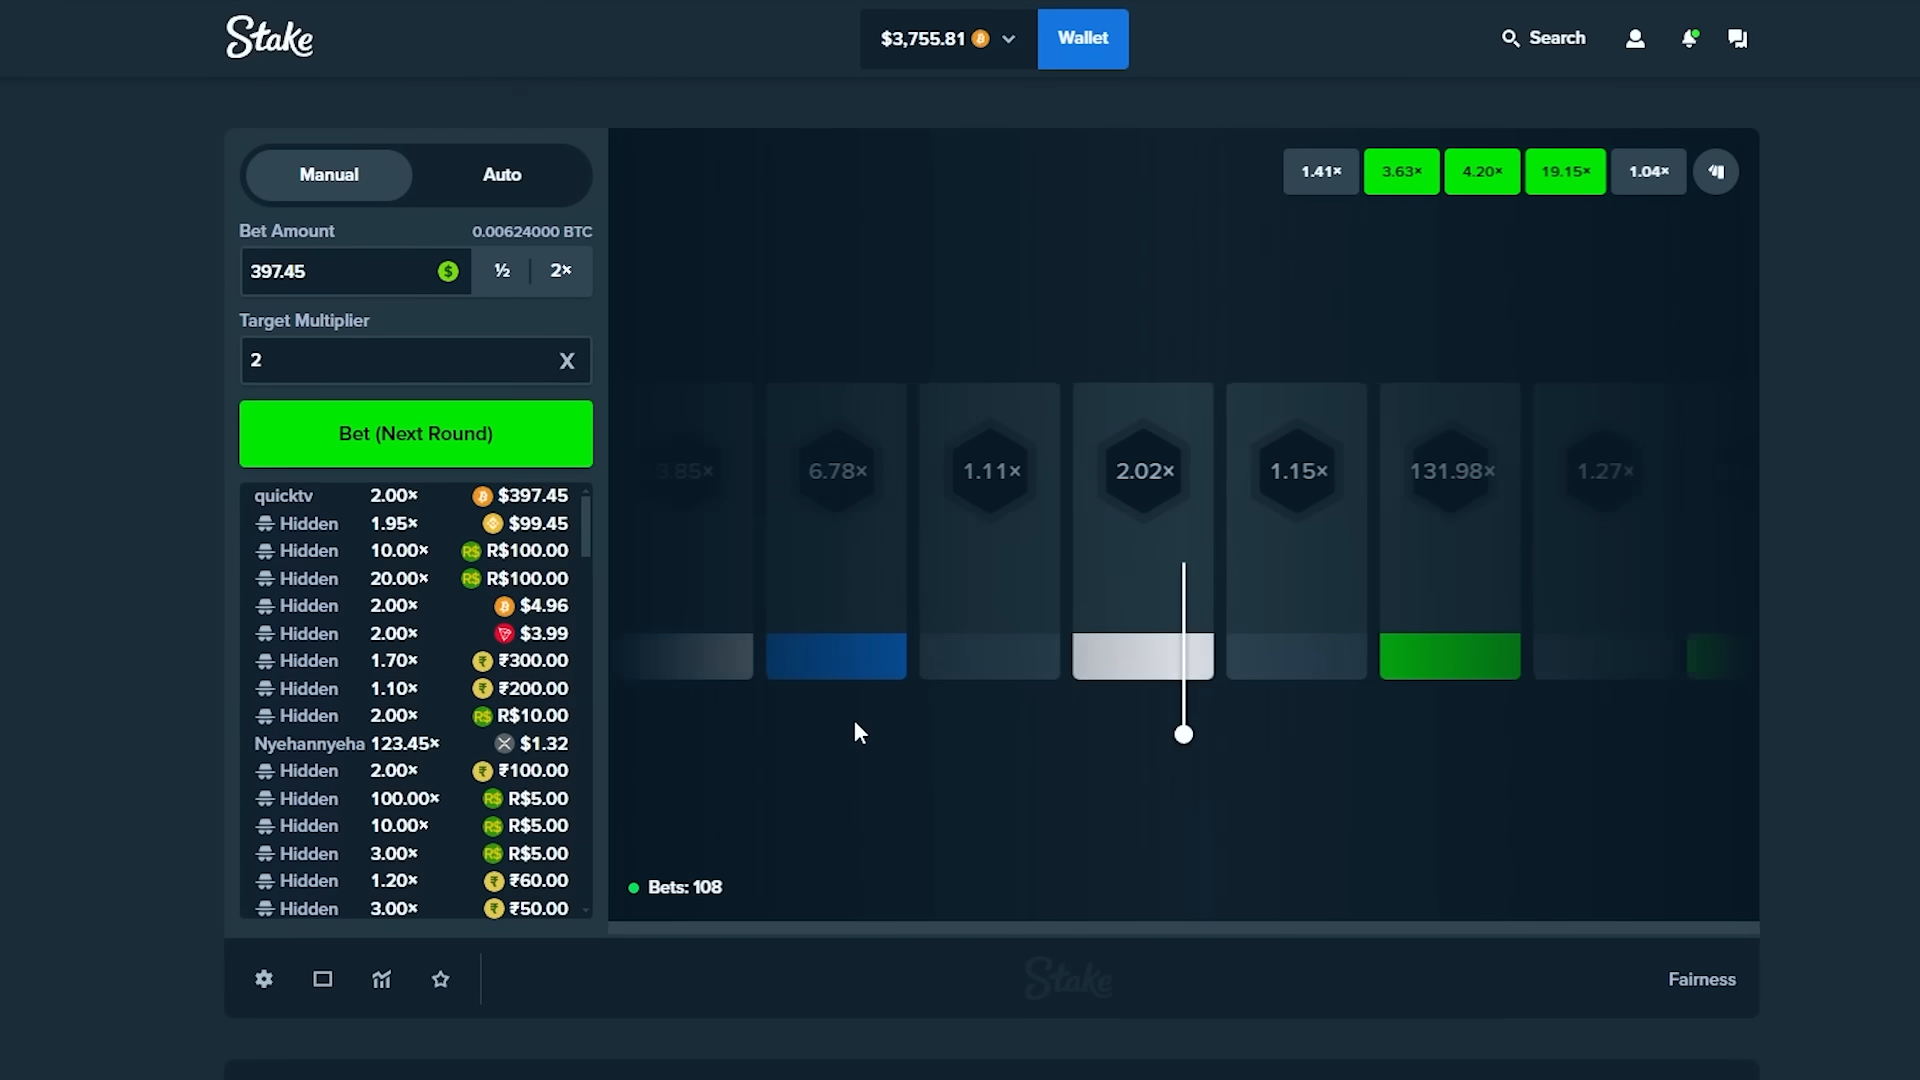 Stake
$3,755.81
Wallet
Search
Manual
Auto
1.41×
3.63×
4.20×
19.15×
1.04×
Bet Amount
0.00624000 BTC
397.45
½
2×
Target Multiplier
2
X
Bet (Next Round)
3.85×
6.78×
1.11×
2.02×
1.15×
131.98×
1.27×
quicktv 2.00× $397.45
Hidden 1.95× $99.45
Hidden 10.00× R$ R$100.00
Hidden 20.00× R$ R$100.00
Hidden 2.00× $4.96
Hidden 2.00× $3.99
Hidden 1.70× ₹ ₹300.00
Hidden 1.10× ₹ ₹200.00
Hidden 2.00× R$ R$10.00
Nyehannyeha 123.45× $1.32
Hidden 2.00× ₹ ₹100.00
Hidden 100.00× R$ R$5.00
Hidden 10.00× R$ R$5.00
Hidden 3.00× R$ R$5.00
Hidden 1.20× ₹ ₹60.00
Hidden 3.00× ₹ ₹50.00
Bets: 108
Stake
Fairness